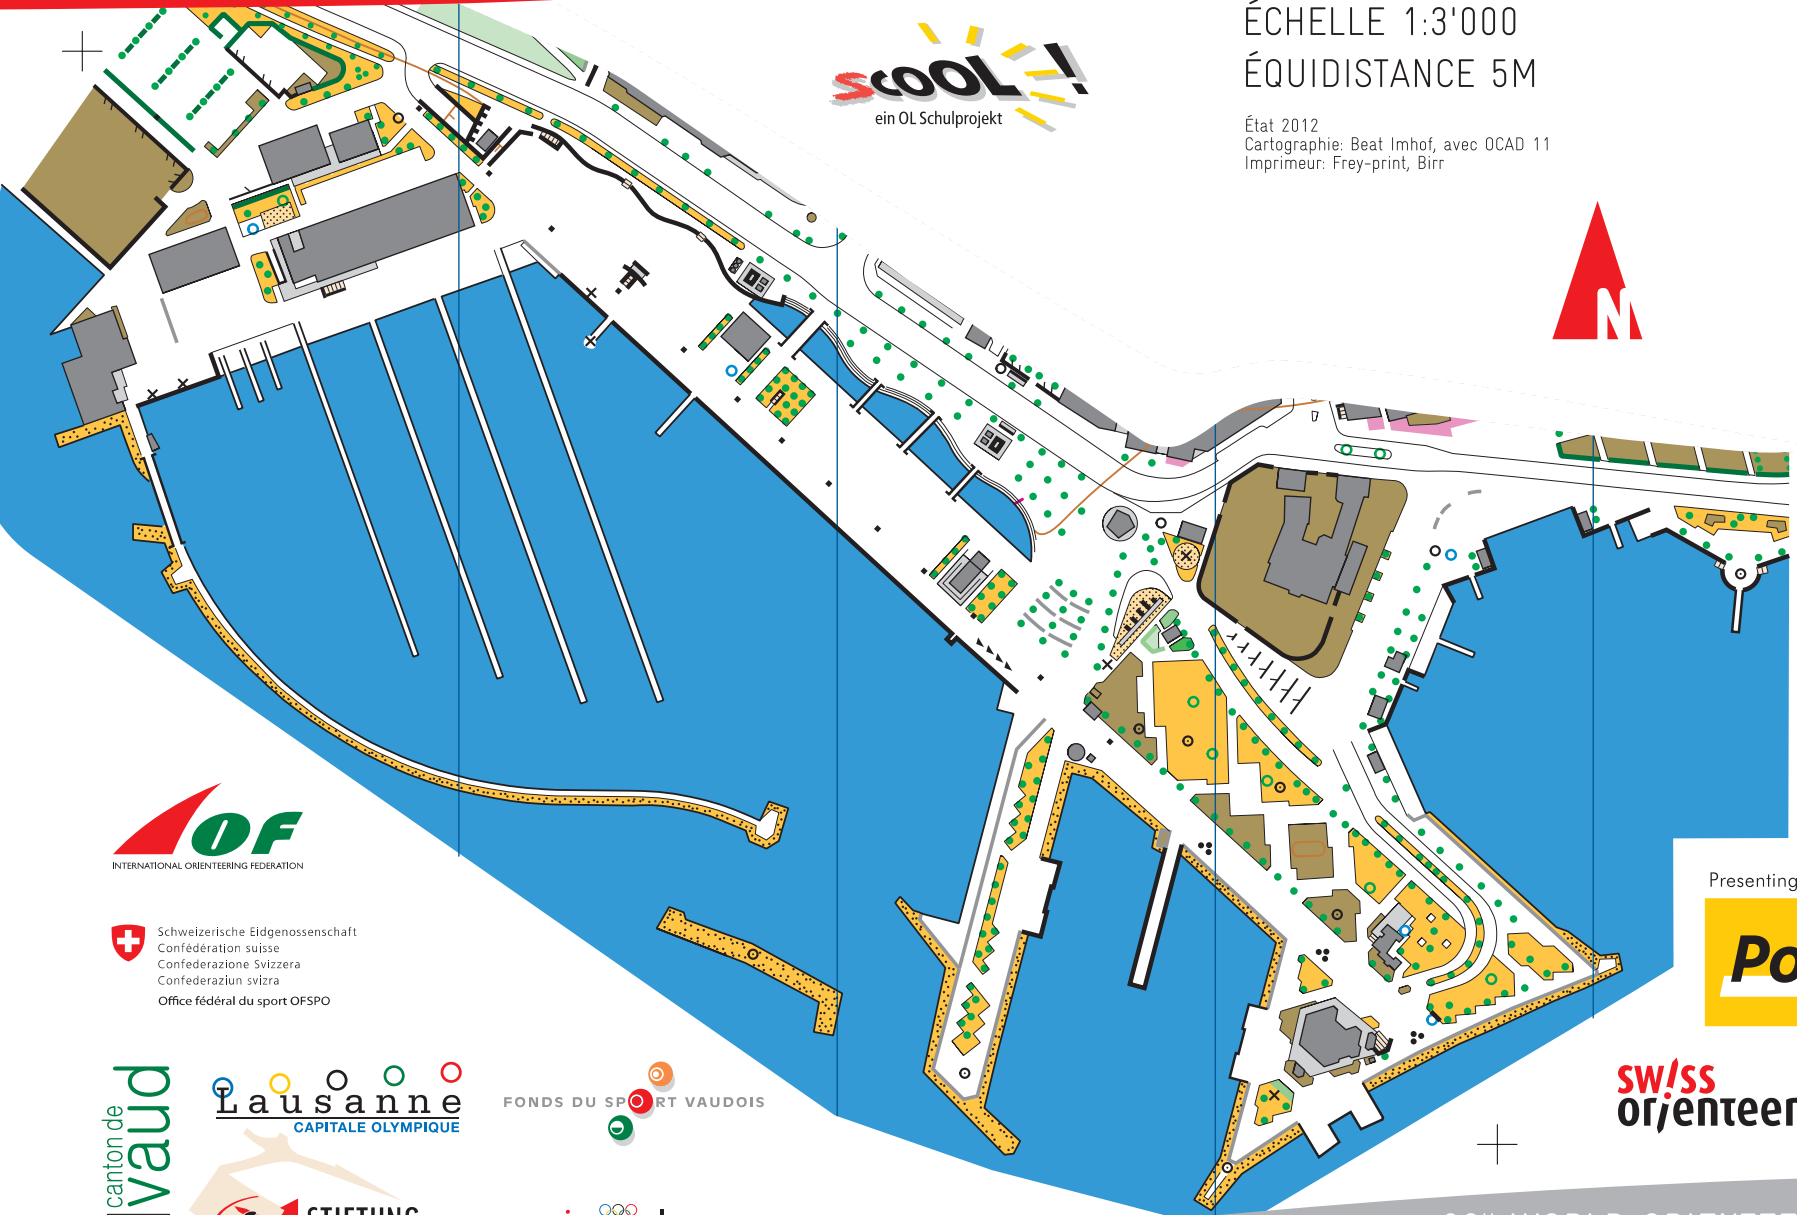 ÉCHELLE 1:3'000
ÉQUIDISTANCE 5M
État 2012
Cartographie: Beat Imhof, avec OCAD 11
Imprimeur: Frey-print, Birr
sCOOL!
ein OL Schulprojekt
N
IOF
INTERNATIONAL ORIENTEERING FEDERATION
Schweizerische Eidgenossenschaft
Confédération suisse
Confederazione Svizzera
Confederaziun svizra
Office fédéral du sport OFSPO
canton de
vaud
Lausanne
CAPITALE OLYMPIQUE
FONDS DU SPORT VAUDOIS
STIFTUNG
Presenting
Po
swiss
orienteer